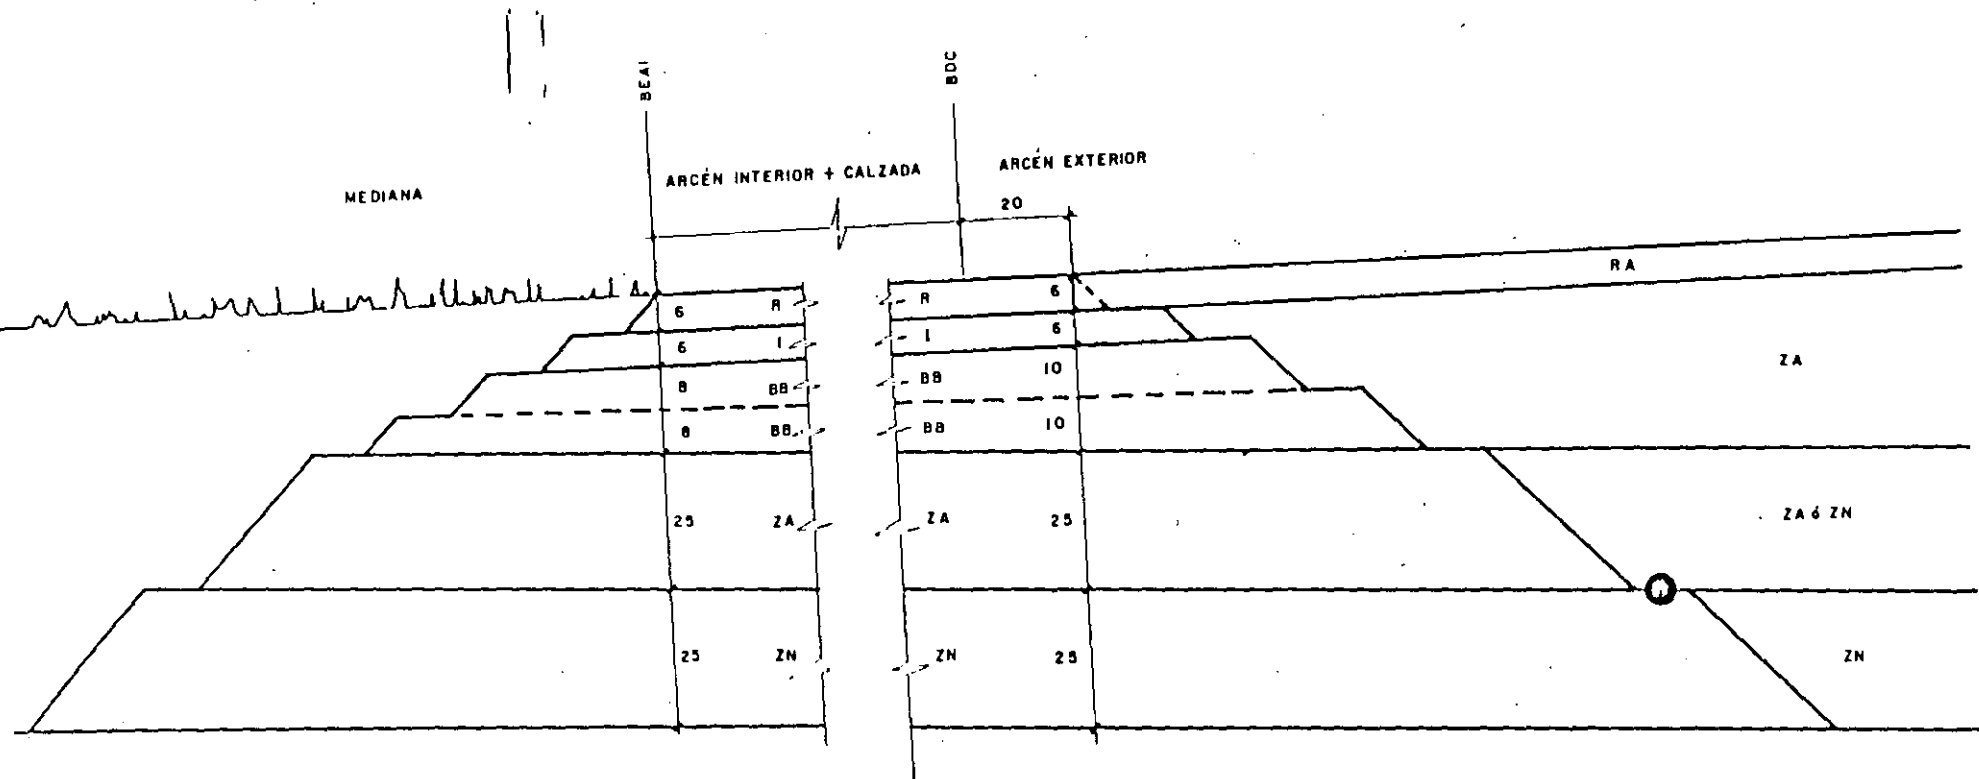 BEAI
BDC
MEDIANA
ARCÉN INTERIOR + CALZADA
ARCÉN EXTERIOR
20
RA
6 R
R 6
6 I
I 6
8 BB
BB 10
ZA
8 BB
BB 10
25 ZA
ZA 25
ZA ó ZN
25 ZN
ZN 25
ZN